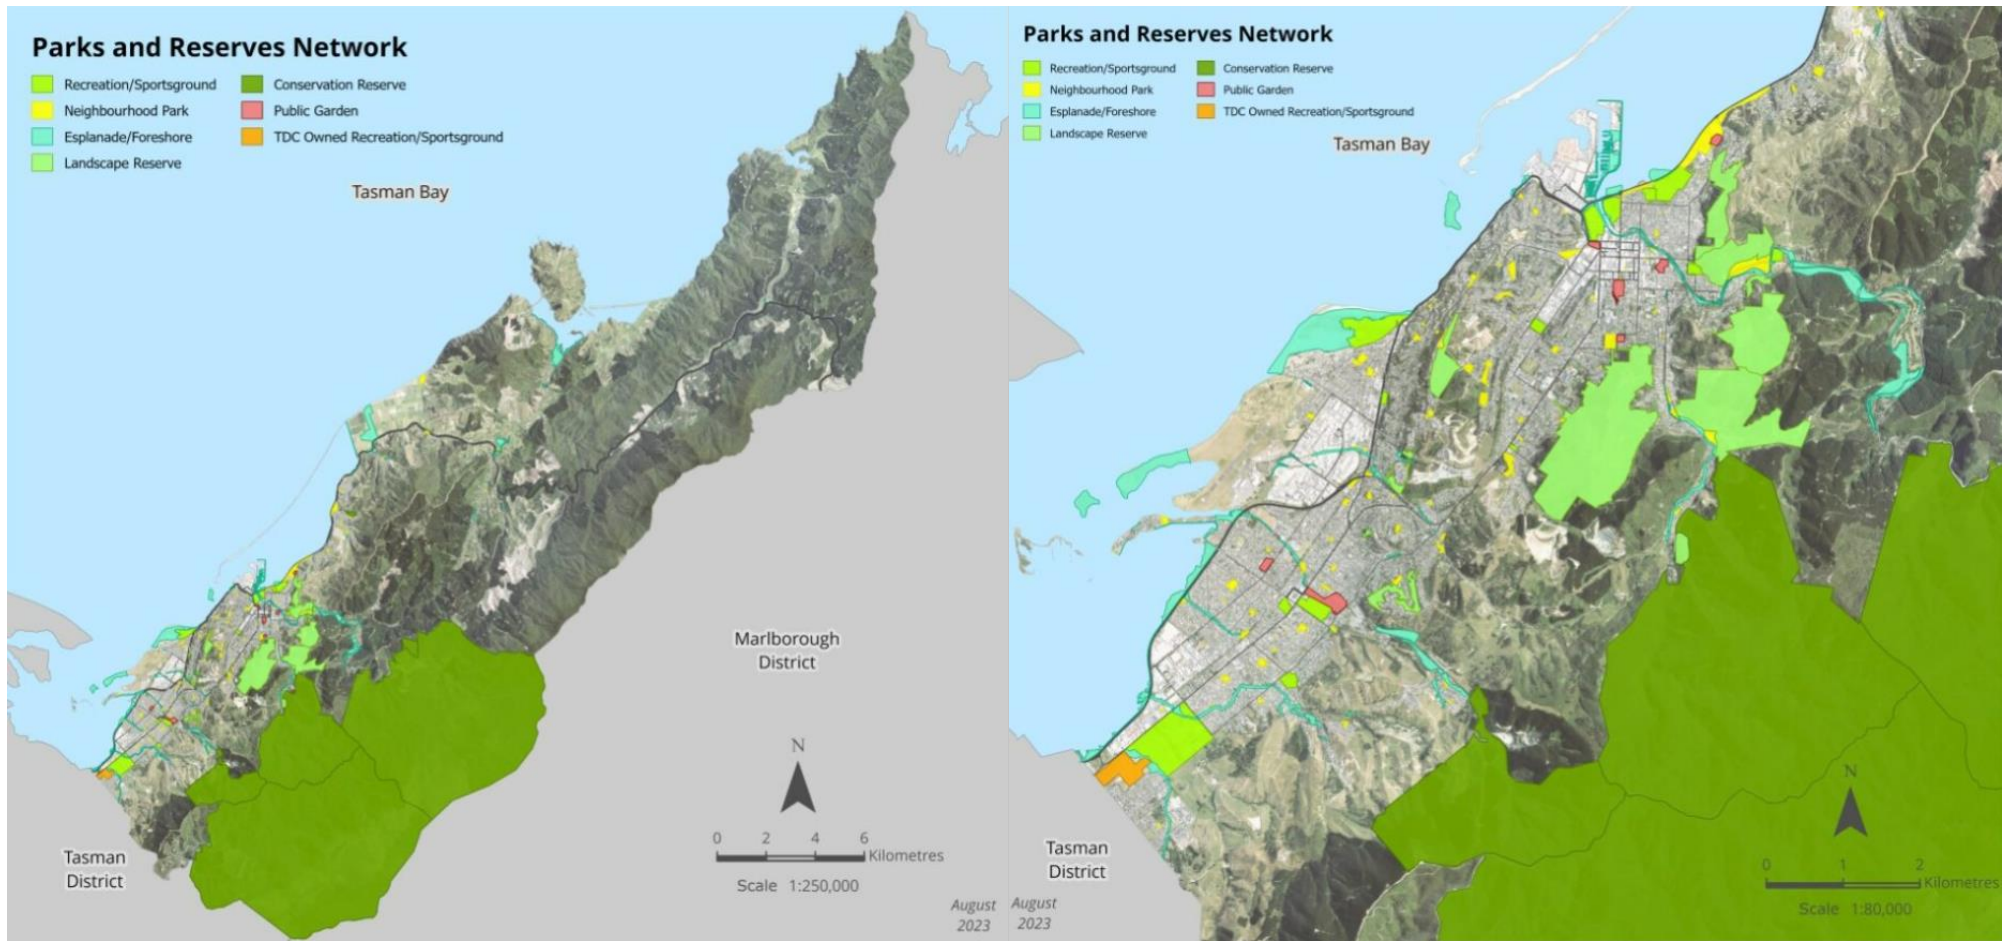 Parks and Reserves Network
Recreation/Sportsground
Conservation Reserve
Neighbourhood Park
Public Garden
Esplanade/Foreshore
TDC Owned Recreation/Sportsground
Landscape Reserve
Tasman Bay
Marlborough
District
Tasman
District
N
0 2 4 6
Kilometres
Scale 1:250,000
August
2023
Parks and Reserves Network
Recreation/Sportsground
Conservation Reserve
Neighbourhood Park
Public Garden
Esplanade/Foreshore
TDC Owned Recreation/Sportsground
Landscape Reserve
Tasman Bay
Tasman
District
N
0 1 2
Kilometres
Scale 1:80,000
August
2023